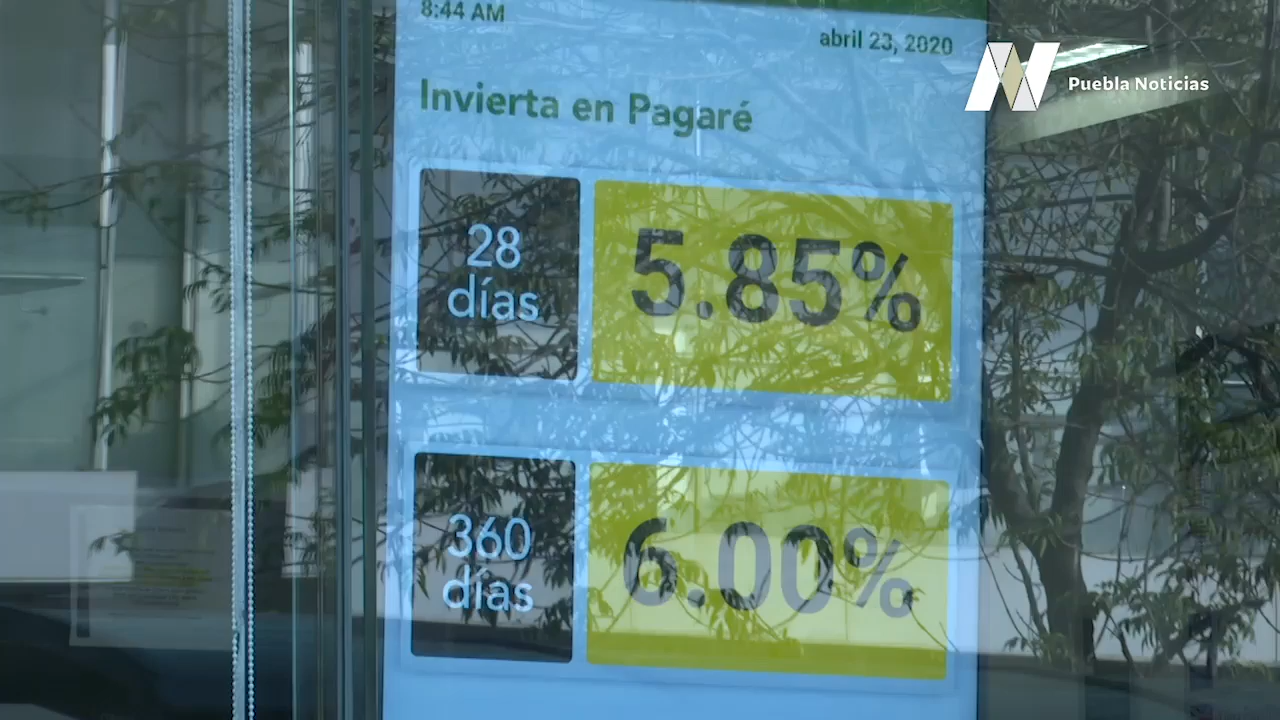 8:44 AM
abril 23, 2020
Puebla Noticias
Invierta en Pagaré
28
días
5.85%
360
días
6.00%